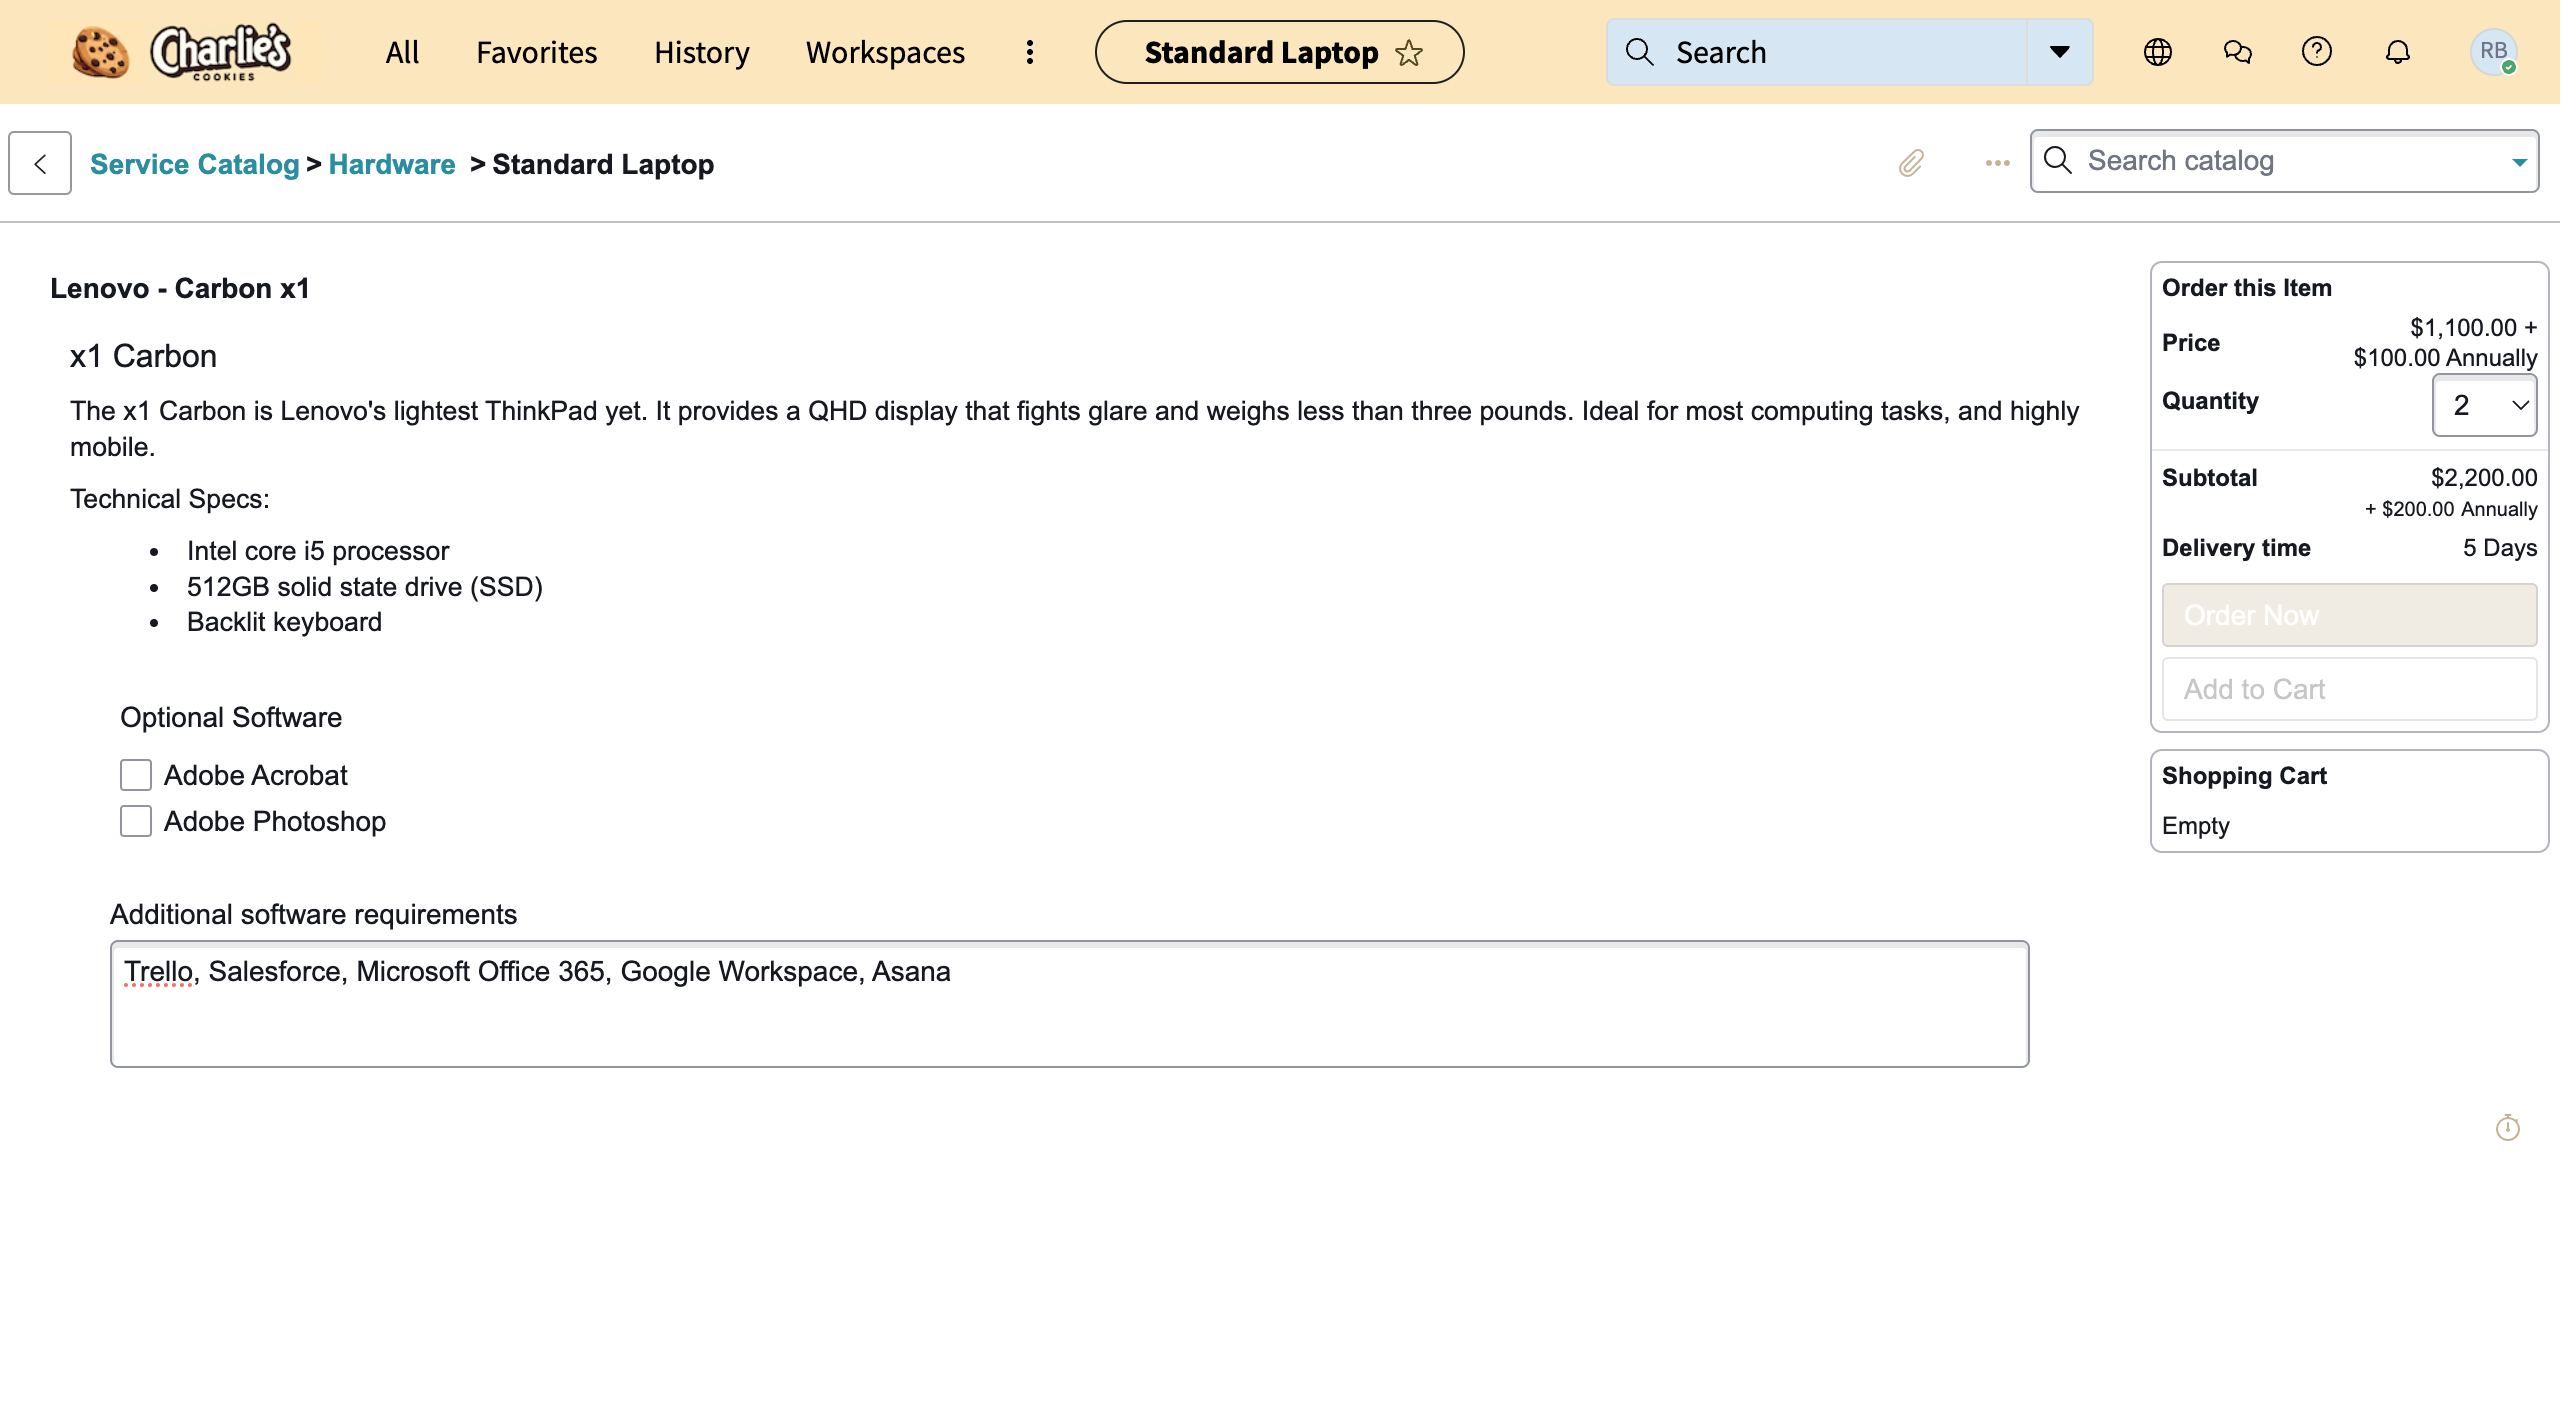 Charlie's
COOKIES
All
Favorites
History
Workspaces
Standard Laptop
Search
RB
Service Catalog > Hardware > Standard Laptop
Search catalog
Lenovo - Carbon x1
x1 Carbon
The x1 Carbon is Lenovo's lightest ThinkPad yet. It provides a QHD display that fights glare and weighs less than three pounds. Ideal for most computing tasks, and highly
mobile.
Technical Specs:
• Intel core i5 processor
• 512GB solid state drive (SSD)
• Backlit keyboard
Optional Software
Adobe Acrobat
Adobe Photoshop
Additional software requirements
Trello, Salesforce, Microsoft Office 365, Google Workspace, Asana
Order this Item
Price $1,100.00 +
$100.00 Annually
Quantity 2
Subtotal $2,200.00
+ $200.00 Annually
Delivery time 5 Days
Order Now
Add to Cart
Shopping Cart
Empty